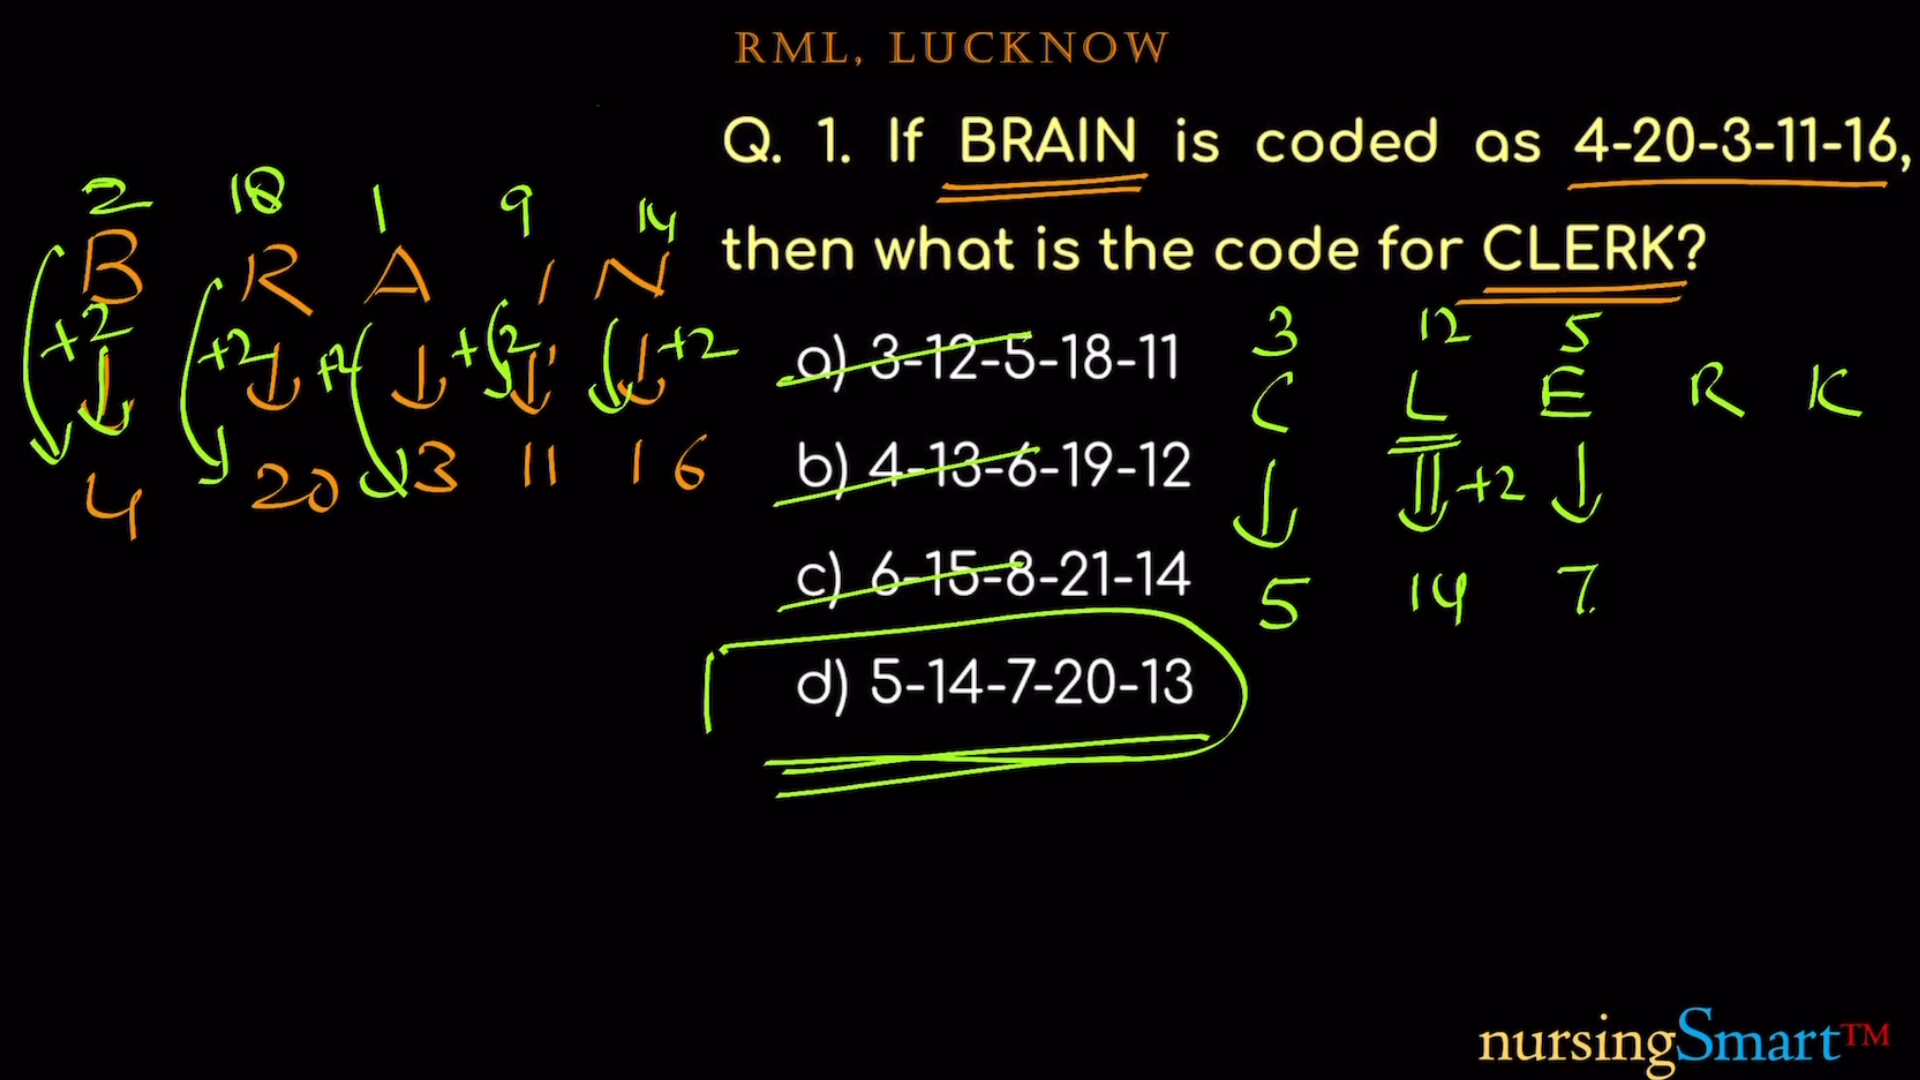 RML, LUCKNOW
Q. 1. If BRAIN is coded as 4-20-3-11-16,
then what is the code for CLERK?
a) 3-12-5-18-11
b) 4-13-6-19-12
c) 6-15-8-21-14
d) 5-14-7-20-13
2 18 1 9 14
B R A I N
+2 +2 +2 +2 +2
4 20 3 11 16
3 12 5
C L E R K
+2
5 14 7
nursingSmart™